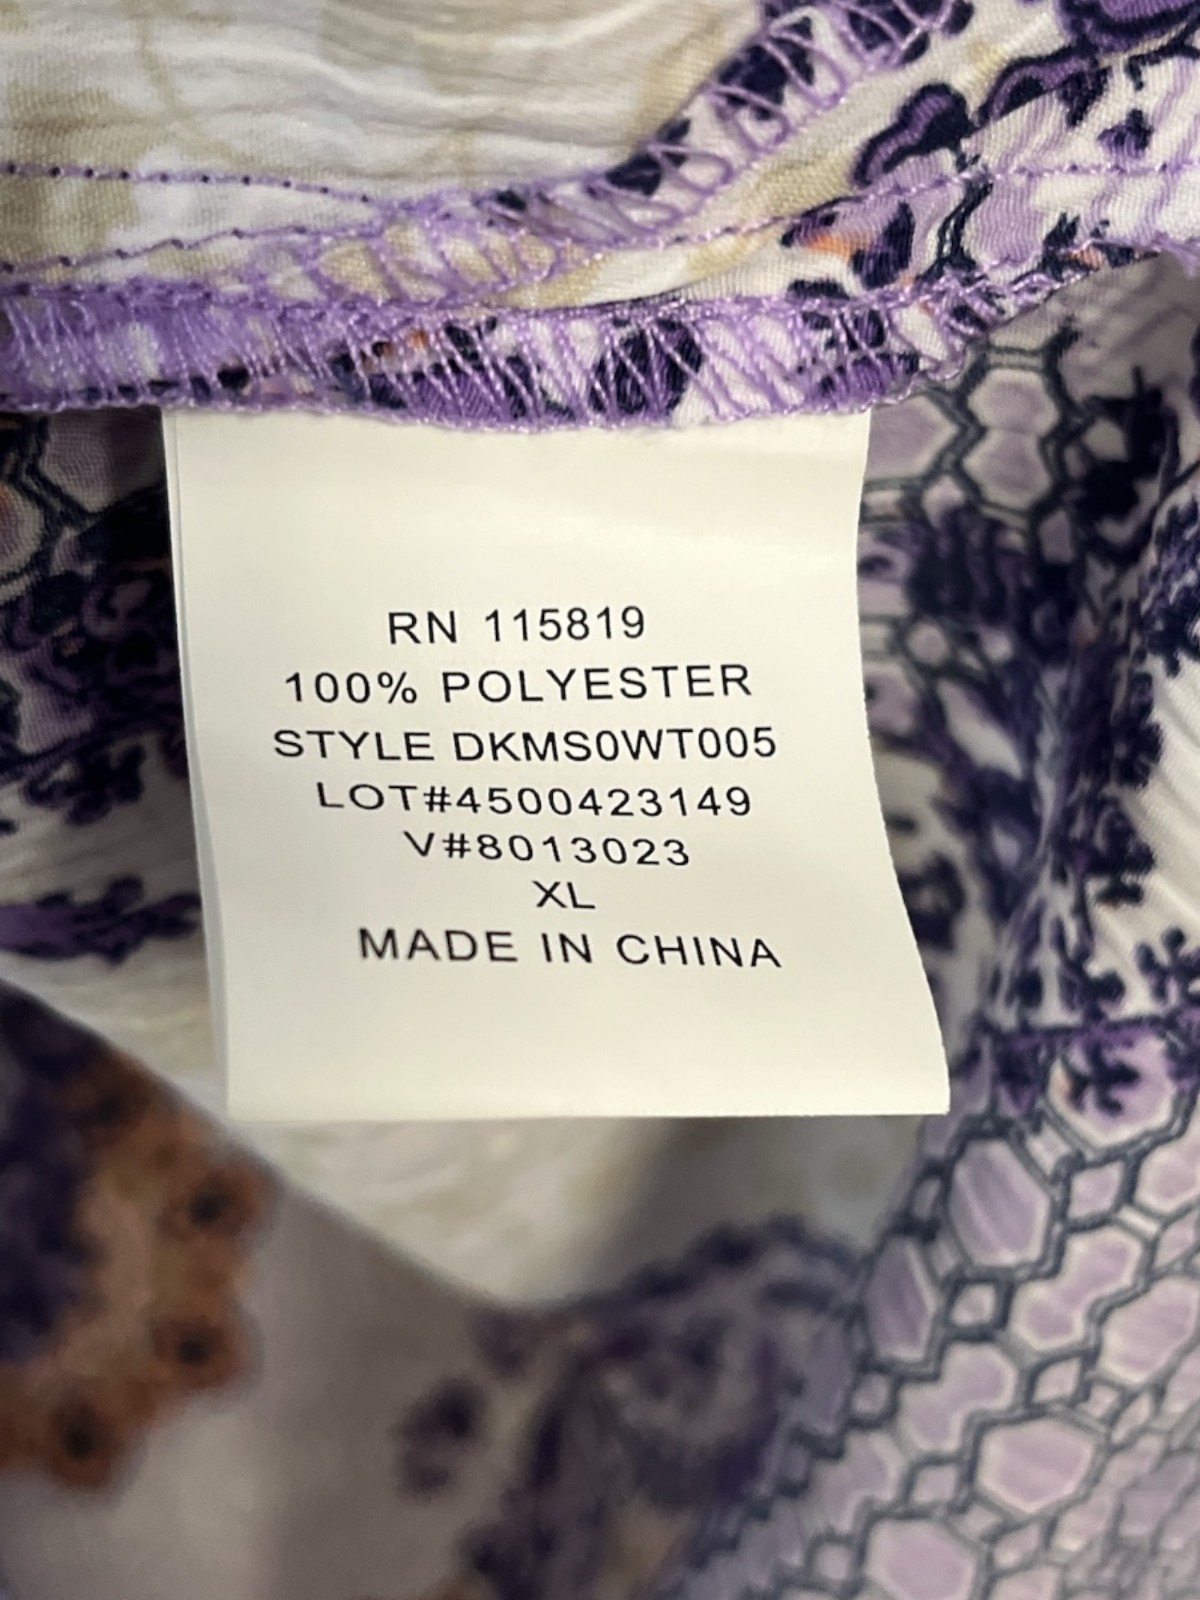 RN 115819
100% POLYESTER
STYLE DKMS0WT005
LOT#4500423149
V#8013023
XL
MADE IN CHINA